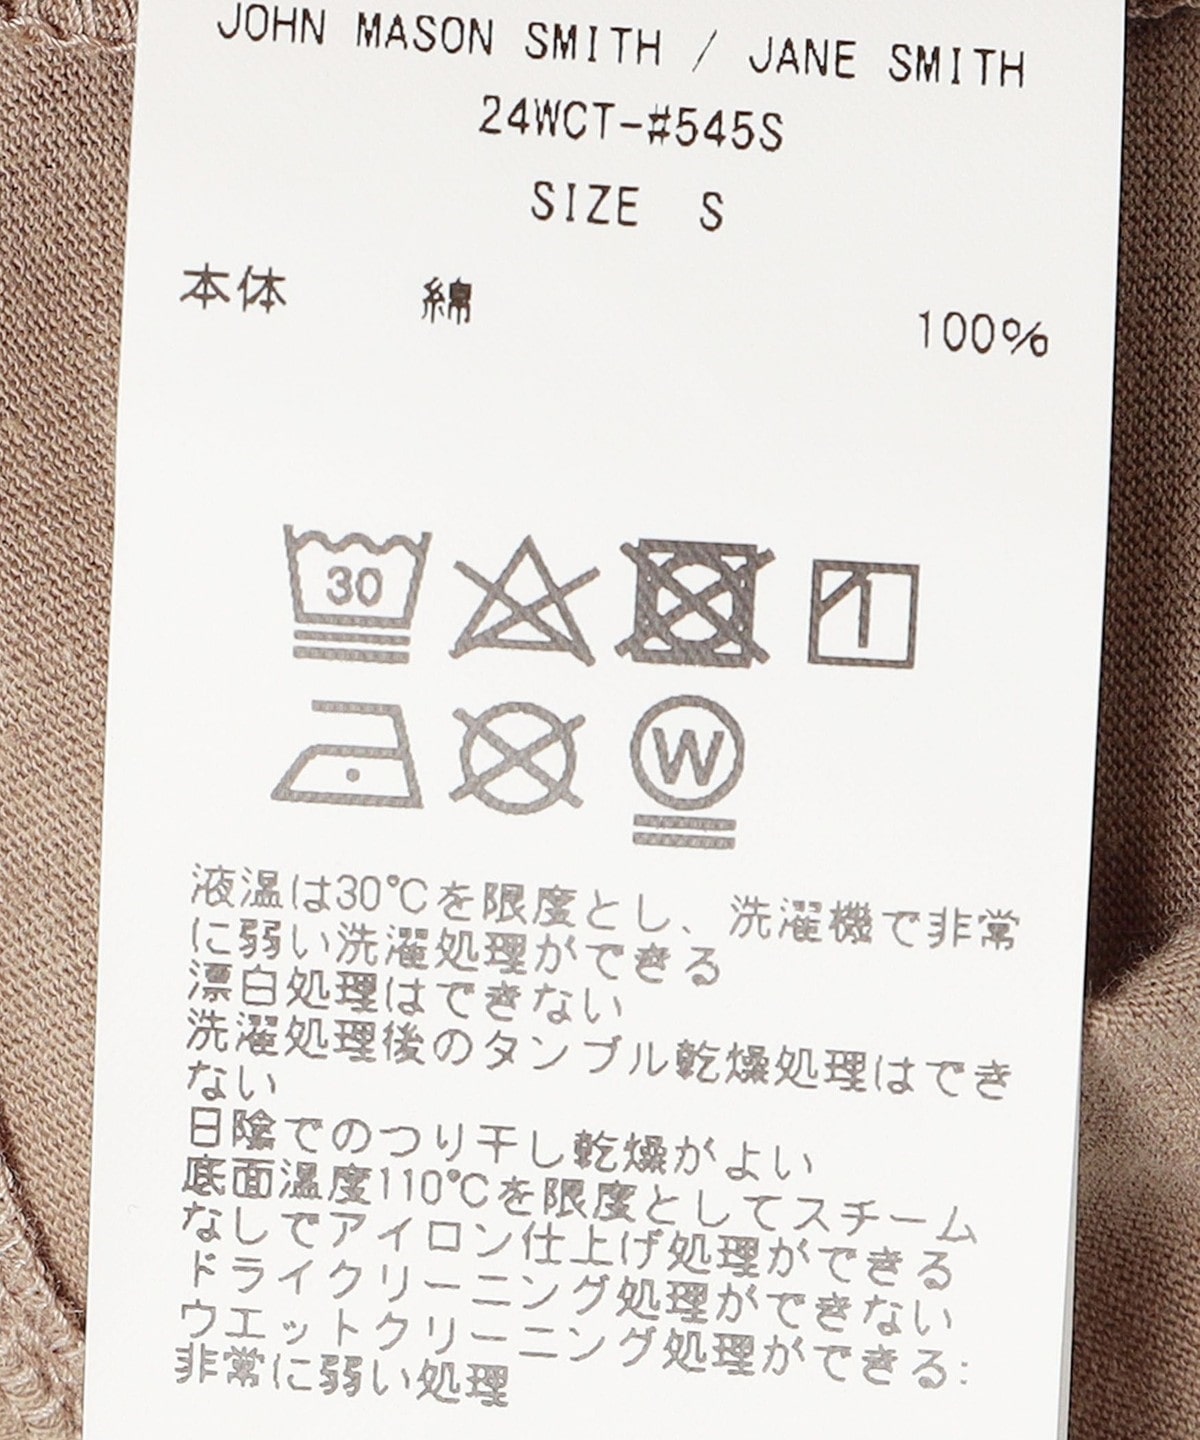 JOHN MASON SMITH / JANE SMITH
24WCT-#545S
SIZE S
本体 綿 100%
30
W
液温は30℃を限度とし、洗濯機で非常
に弱い洗濯処理ができる
漂白処理はできない
洗濯処理後のタンブル乾燥処理はでき
ない
日陰でのつり干し乾燥がよい
底面温度110℃を限度としてスチーム
なしでアイロン仕上げ処理ができる
ドライクリーニング処理ができない
ウエットクリーニング処理ができる:
非常に弱い処理